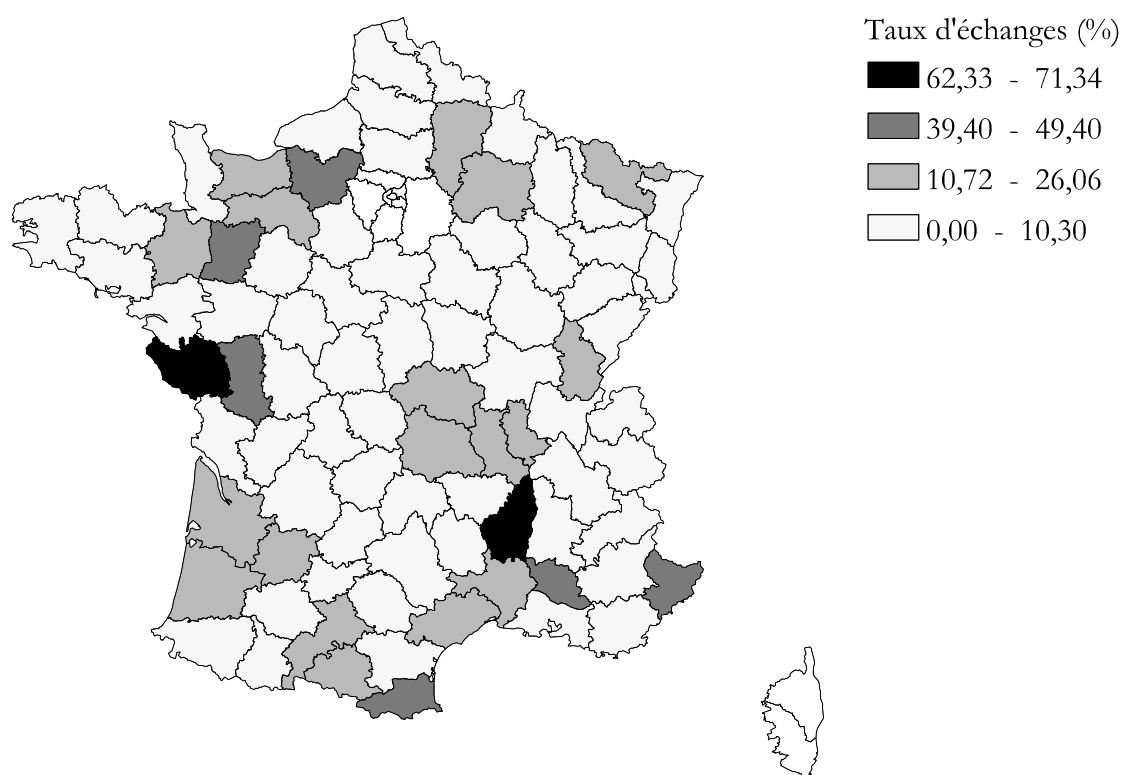 Taux d'échanges (%)
62,33 - 71,34
39,40 - 49,40
10,72 - 26,06
0,00 - 10,30